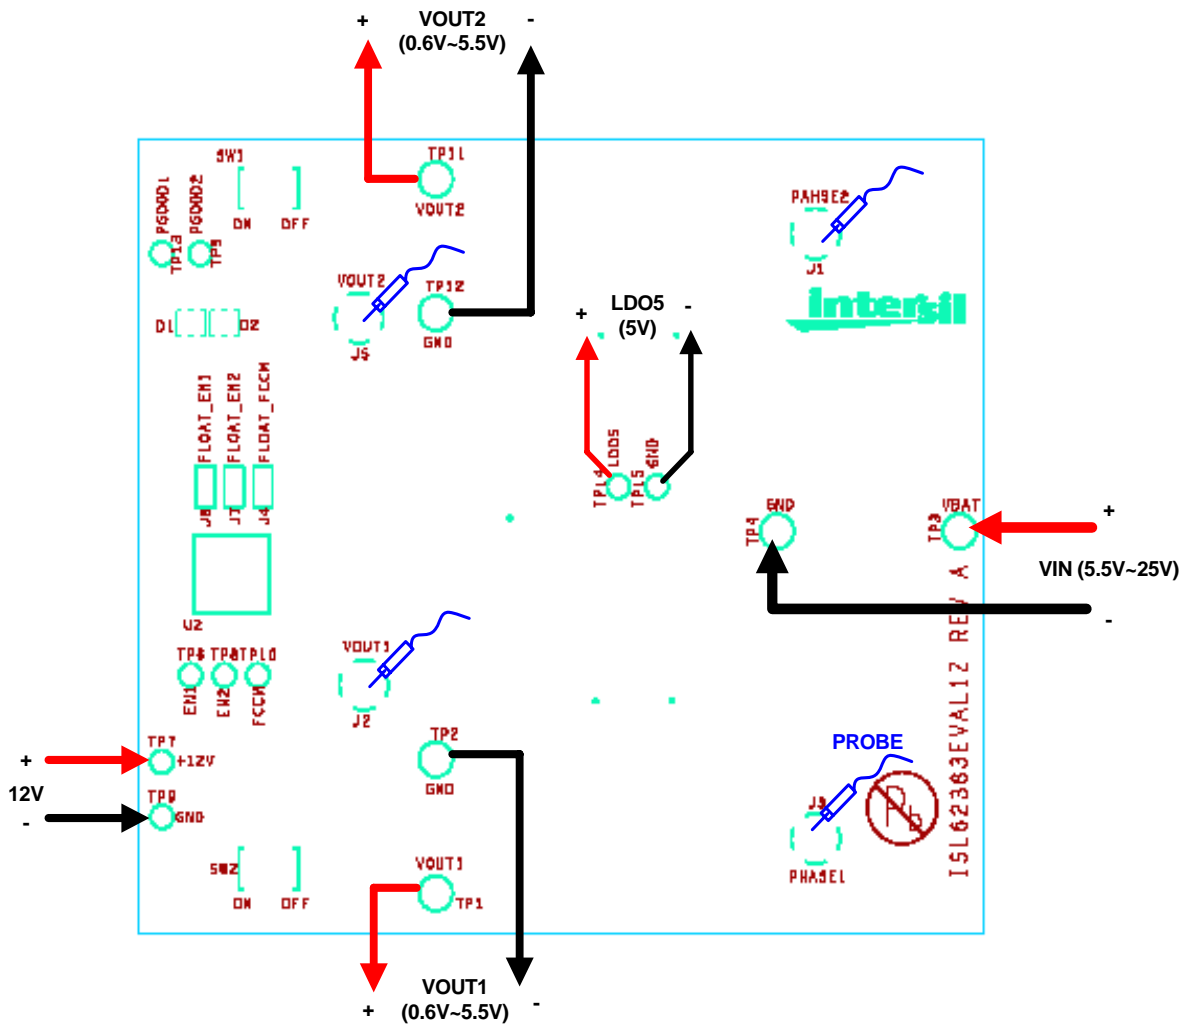 + VOUT2 -
(0.6V~5.5V)
SW1
ON OFF
PGOOD1
PGOOD2
TP13
TP9
TP11
VOUT2
PAHSE2
J1
intersil
VOUT2
J5
TP12
GND
D1 D2
+ LDO5 -
(5V)
FLOAT_EN1
FLOAT_EN2
FLOAT_FCCM
J8
J7
J4
LDO5
GND
TP14
TP15
GND
TP4
VBAT
TP3
+
VIN (5.5V~25V)
-
U2
TP6 TP8 TP10
EN1
EN2
FCCM
VOUT1
J2
TP2
GND
+
12V
-
TP7
+12V
GND
PROBE
J3
PHASE1
Pb
ISL62383EVAL1Z REV A
SW2
ON OFF
VOUT1
TP1
+ VOUT1 -
(0.6V~5.5V)